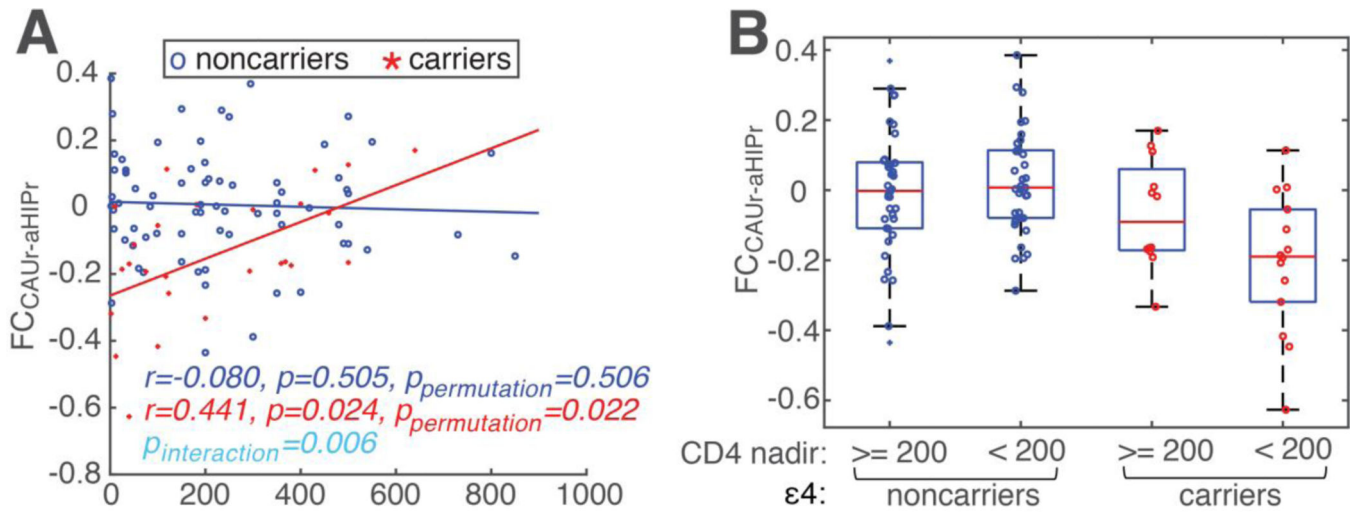 A
noncarriers carriers
FCCAUr-aHIPr
0.4
0.2
0
-0.2
-0.4
-0.6
-0.8
r=-0.080, p=0.505, ppermutation=0.506
r=0.441, p=0.024, ppermutation=0.022
pinteraction=0.006
0 200 400 600 800 1000
B
FCCAUr-aHIPr
0.4
0.2
0
-0.2
-0.4
-0.6
CD4 nadir: >= 200 < 200 >= 200 < 200
ε4: noncarriers carriers